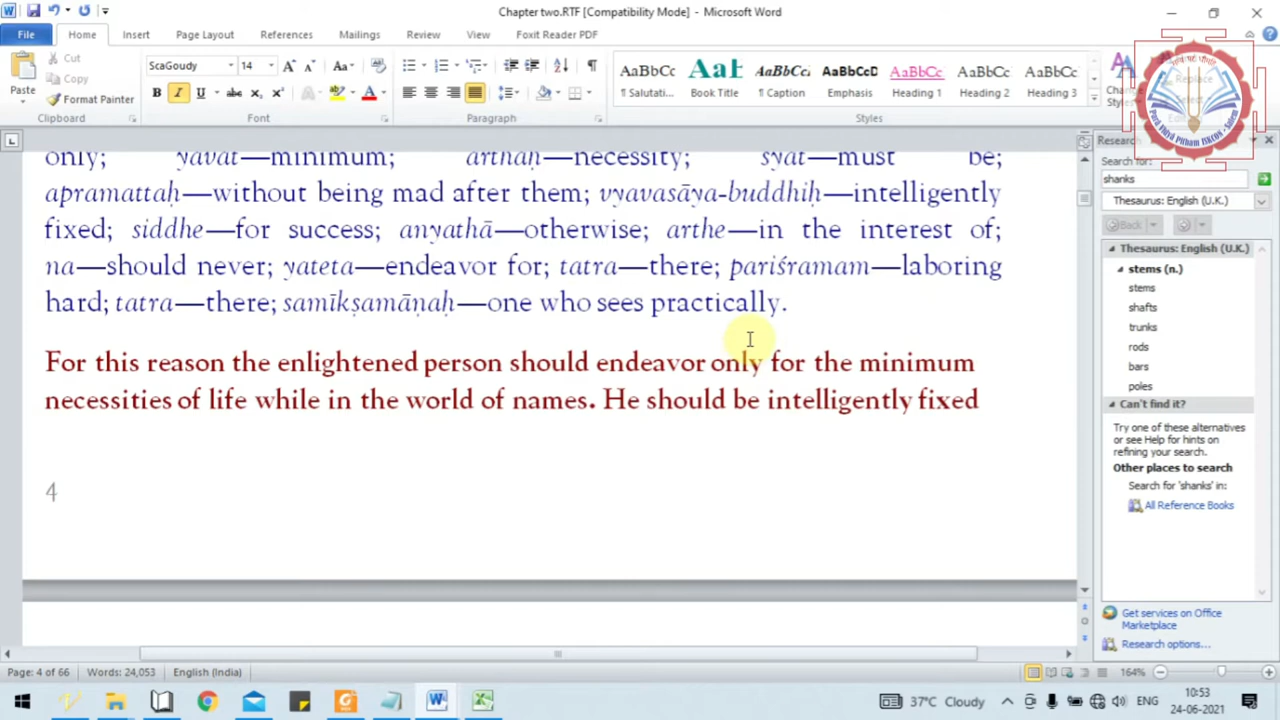 Chapter two.RTF [Compatibility Mode] - Microsoft Word
File Home Insert Page Layout References Mailings Review View Foxit Reader PDF
Paste Cut Copy Format Painter
ScaGoudy 14
AaBbCc AaB AaBbCc AaBbCcD AaBbCc AaBbCc AaBbCc
¶ Salutati... Book Title ¶ Caption Emphasis Heading 1 Heading 2 Heading 3
Clipboard Font Paragraph Styles
only; yāvat—minimum; arthaḥ—necessity; syāt—must be;
apramattaḥ—without being mad after them; vyavasāya-buddhiḥ—intelligently
fixed; siddhe—for success; anyathā—otherwise; arthe—in the interest of;
na—should never; yateta—endeavor for; tatra—there; pariśramam—laboring
hard; tatra—there; samīkṣamāṇaḥ—one who sees practically.
For this reason the enlightened person should endeavor only for the minimum
necessities of life while in the world of names. He should be intelligently fixed
4
Search for:
shanks
Thesaurus: English (U.K.)
Back
Thesaurus: English (U.K.)
stems (n.)
stems
shafts
trunks
rods
bars
poles
Can't find it?
Try one of these alternatives
or see Help for hints on
refining your search.
Other places to search
Search for 'shanks' in:
All Reference Books
Get services on Office
Marketplace
Research options...
Page: 4 of 66 Words: 24,053 English (India) 164%
37°C Cloudy ENG 10:53
24-06-2021